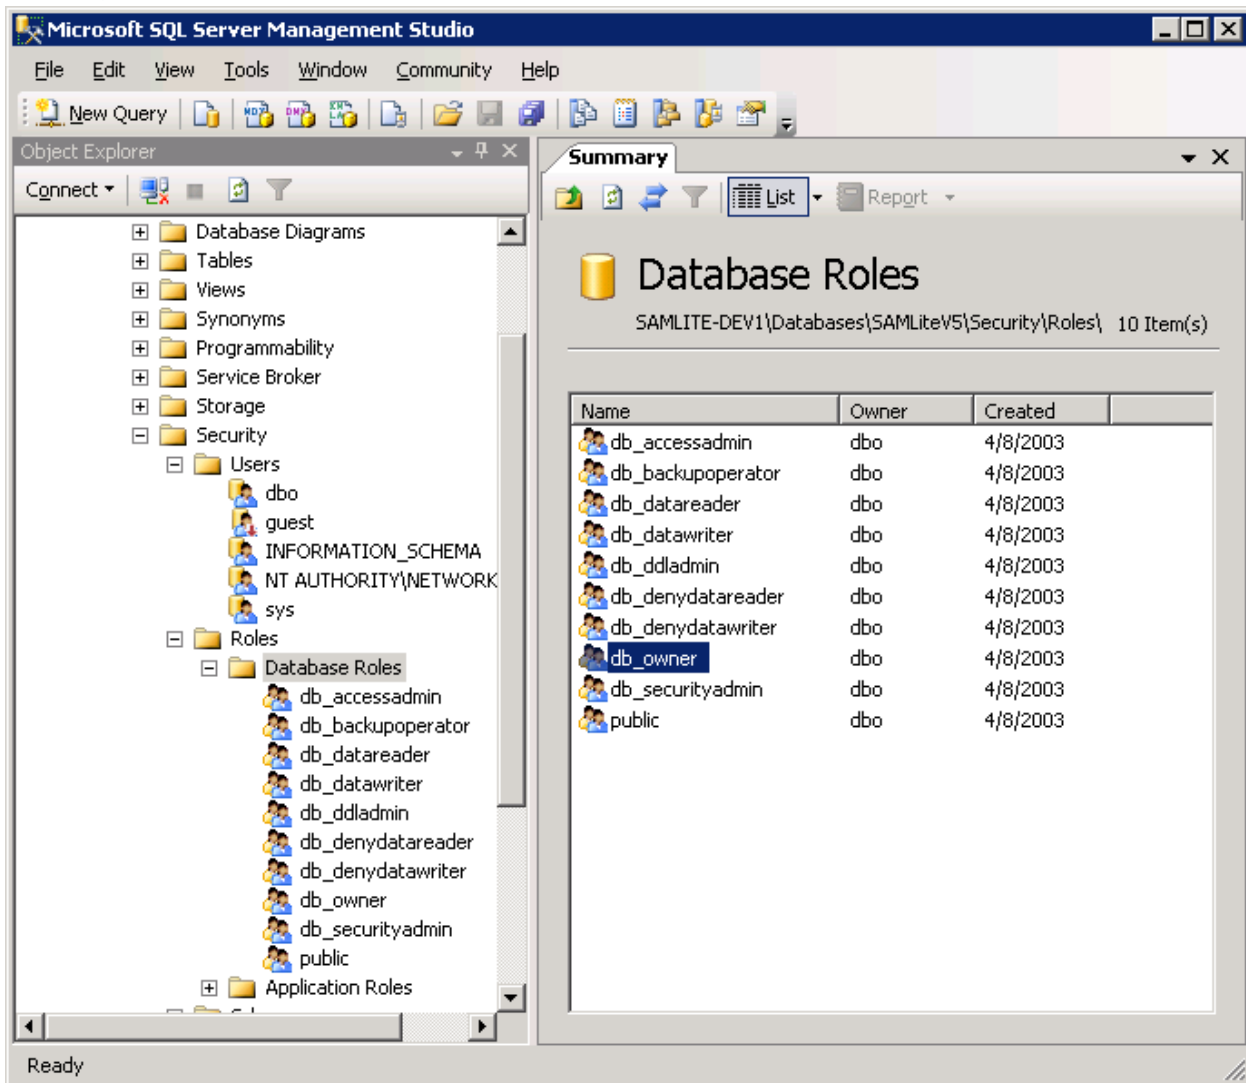 Microsoft SQL Server Management Studio
File Edit View Tools Window Community Help
New Query
Object Explorer
Connect
Database Diagrams
Tables
Views
Synonyms
Programmability
Service Broker
Storage
Security
Users
dbo
guest
INFORMATION_SCHEMA
NT AUTHORITY\NETWORK
sys
Roles
Database Roles
db_accessadmin
db_backupoperator
db_datareader
db_datawriter
db_ddladmin
db_denydatareader
db_denydatawriter
db_owner
db_securityadmin
public
Application Roles
Summary
List Report
Database Roles
SAMLITE-DEV1\Databases\SAMLiteV5\Security\Roles\ 10 Item(s)
Name Owner Created
db_accessadmin dbo 4/8/2003
db_backupoperator dbo 4/8/2003
db_datareader dbo 4/8/2003
db_datawriter dbo 4/8/2003
db_ddladmin dbo 4/8/2003
db_denydatareader dbo 4/8/2003
db_denydatawriter dbo 4/8/2003
db_owner dbo 4/8/2003
db_securityadmin dbo 4/8/2003
public dbo 4/8/2003
Ready